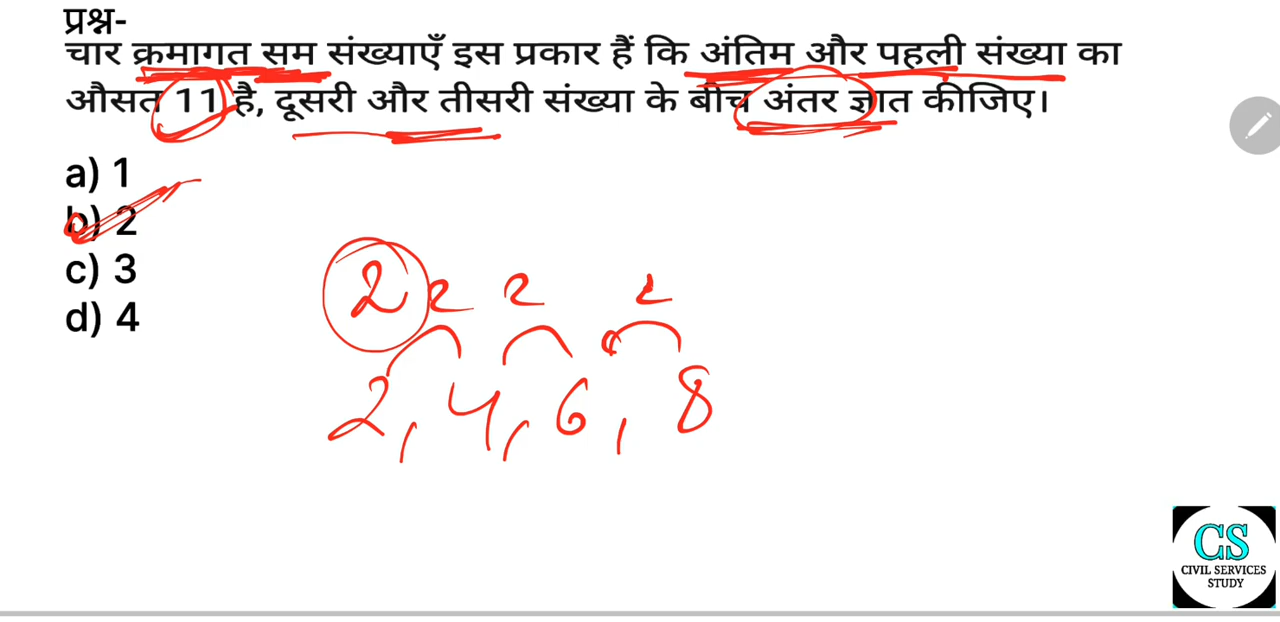 प्रश्न-
चार क्रमागत सम संख्याएँ इस प्रकार हैं कि अंतिम और पहली संख्या का
औसत 11 है, दूसरी और तीसरी संख्या के बीच अंतर ज्ञात कीजिए।
a) 1
b) 2
c) 3
d) 4
2 2 2 2
2, 4, 6, 8
CS
CIVIL SERVICES
STUDY